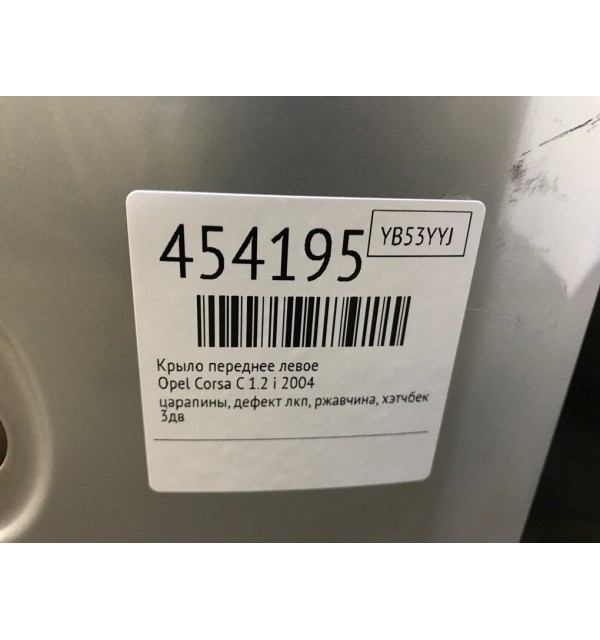 454195
YB53YYJ
Крыло переднее левое
Opel Corsa C 1.2 i 2004
царапины, дефект лкп, ржавчина, хэтчбек
3дв